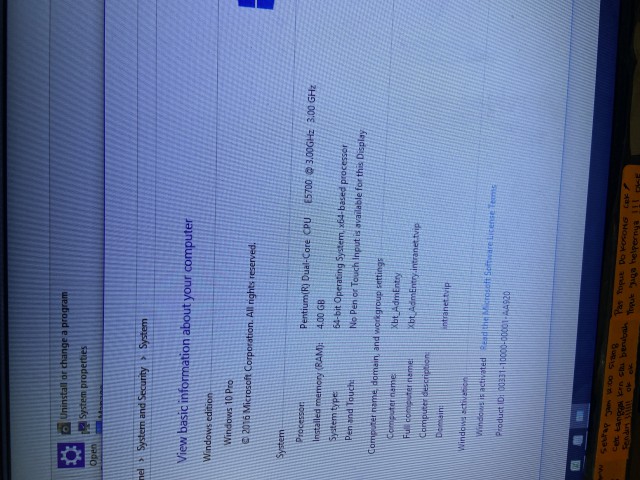 Uninstall or change a program
System properties
Open
System and Security > System
View basic information about your computer
Windows edition
Windows 10 Pro
© 2016 Microsoft Corporation. All rights reserved.
System
Processor: Pentium(R) Dual-Core CPU E5700 @ 3.00GHz 3.00 GHz
Installed memory (RAM): 4.00 GB
System type: 64-bit Operating System, x64-based processor
Pen and Touch: No Pen or Touch Input is available for this Display
Computer name, domain, and workgroup settings
Computer name: Xbt_AdmEntry
Full computer name: Xbt_AdmEntry.intranet.tvip
Computer description:
Domain: intranet.tvip
Windows activation
Windows is activated Read the Microsoft Software License Terms
Product ID: 00331-10000-00001-AA920